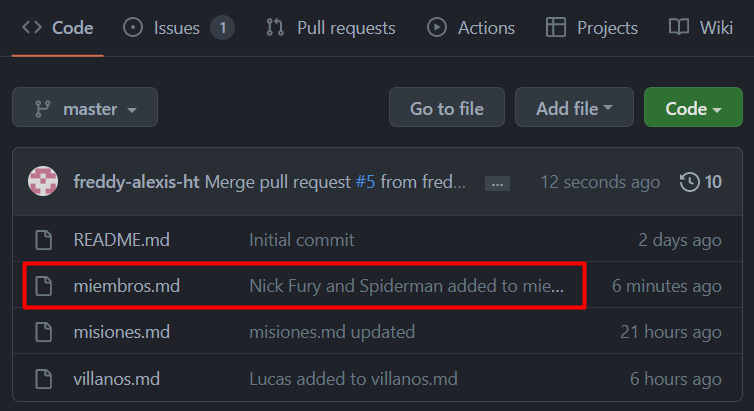 Code Issues 1 Pull requests Actions Projects Wiki
master Go to file Add file Code
freddy-alexis-ht Merge pull request #5 from fred... ... 12 seconds ago 10
README.md Initial commit 2 days ago
miembros.md Nick Fury and Spiderman added to mie... 6 minutes ago
misiones.md misiones.md updated 21 hours ago
villanos.md Lucas added to villanos.md 6 hours ago